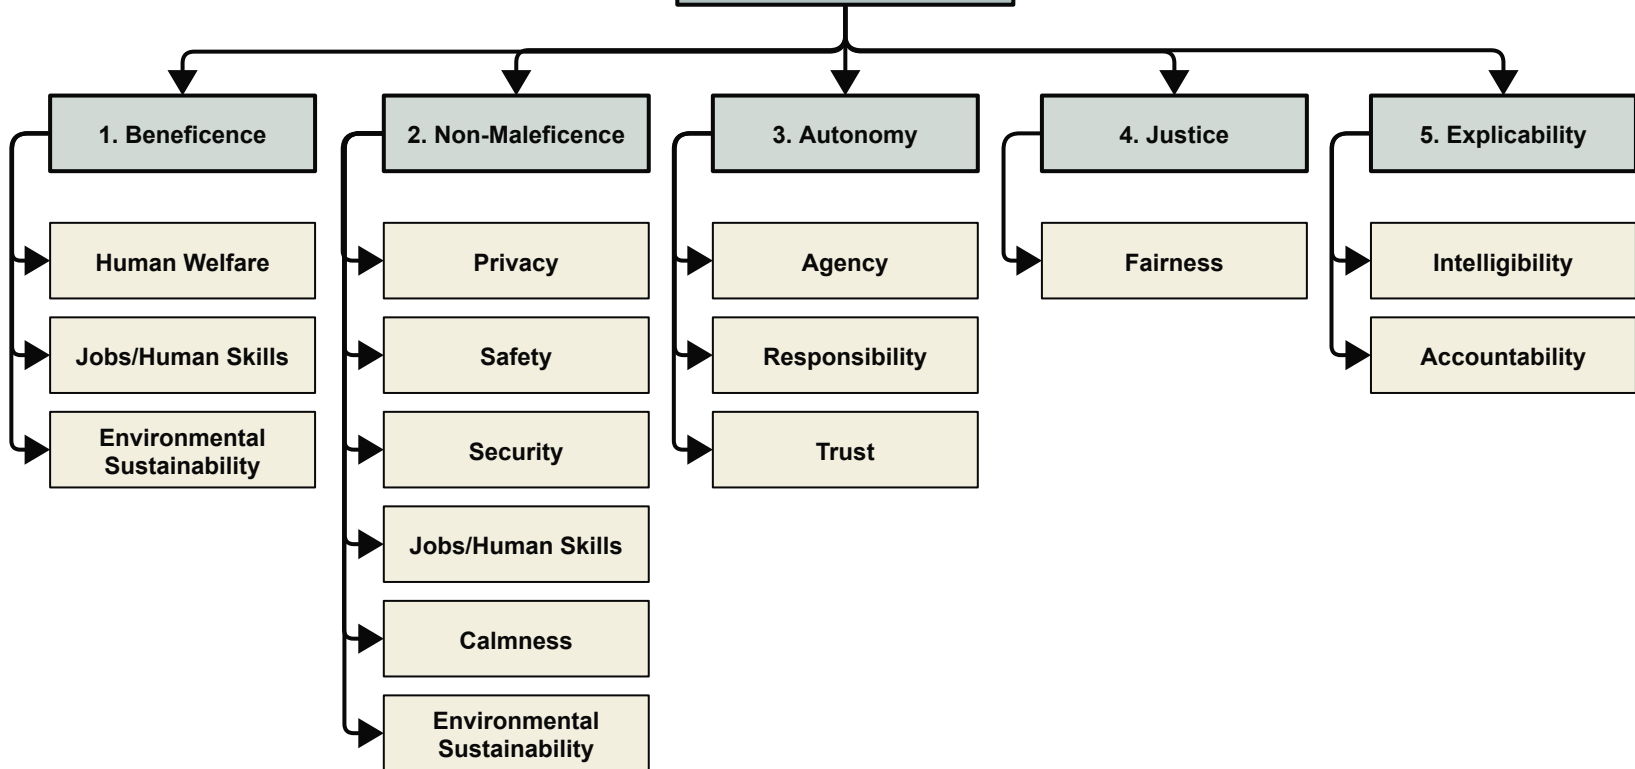 1. Beneficence
Human Welfare
Jobs/Human Skills
Environmental
Sustainability
2. Non-Maleficence
Privacy
Safety
Security
Jobs/Human Skills
Calmness
Environmental
Sustainability
3. Autonomy
Agency
Responsibility
Trust
4. Justice
Fairness
5. Explicability
Intelligibility
Accountability